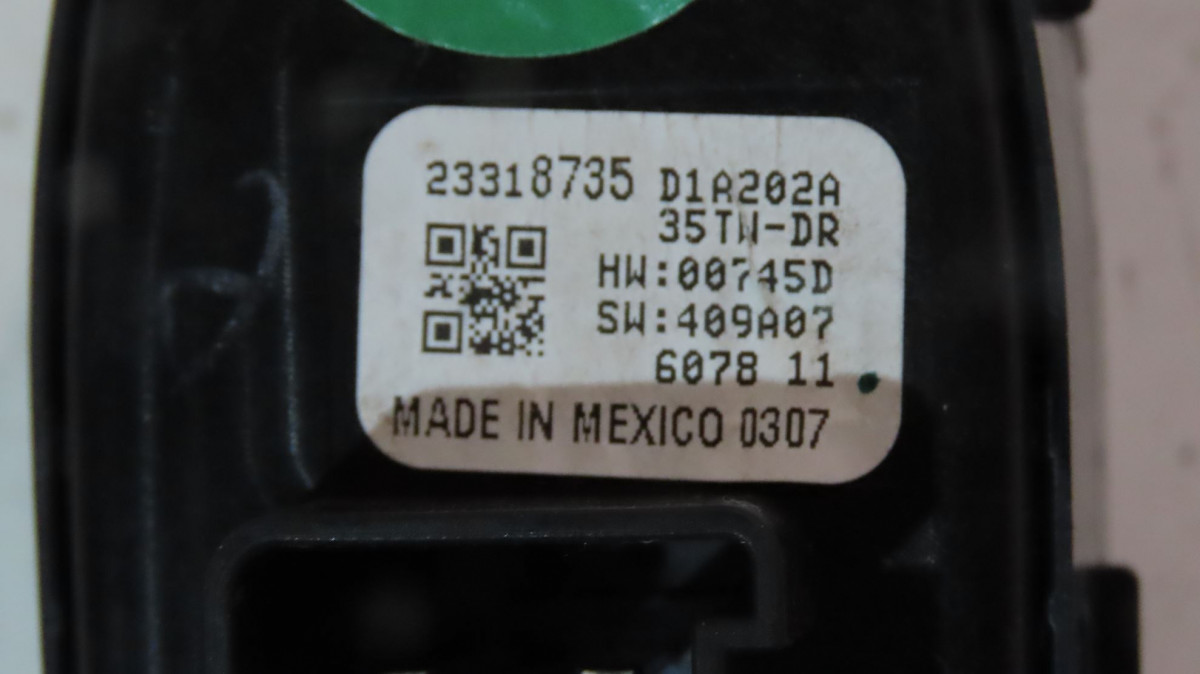 23318735 D1A202A
35TW-DR
HW:00745D
SW:409A07
6078 11
MADE IN MEXICO 0307